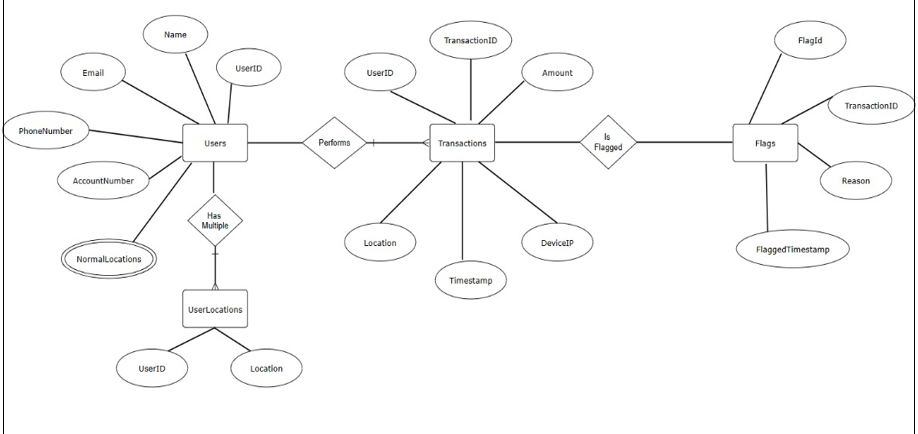 Name
TransactionID
FlagId
Email
UserID
UserID
Amount
TransactionID
PhoneNumber
Users
Performs
Transactions
Is
Flagged
Flags
AccountNumber
Reason
Has
Multiple
NormalLocations
Location
DeviceIP
FlaggedTimestamp
Timestamp
UserLocations
UserID
Location